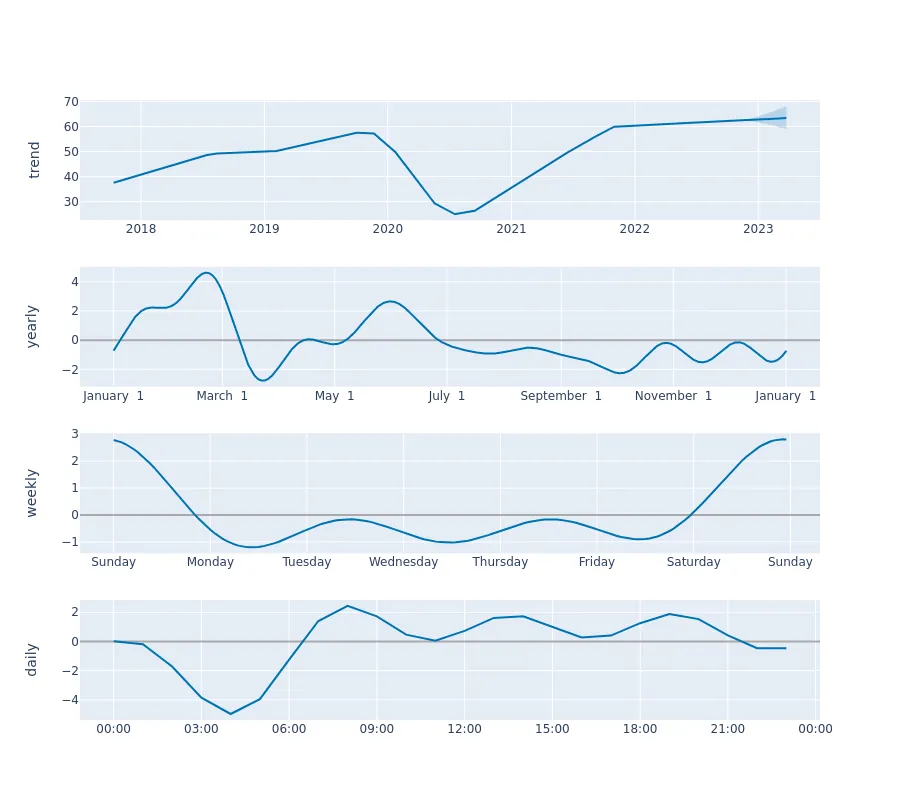 trend
70
60
50
40
30
2018 2019 2020 2021 2022 2023
yearly
4
2
0
−2
January 1 March 1 May 1 July 1 September 1 November 1 January 1
weekly
3
2
1
0
−1
Sunday Monday Tuesday Wednesday Thursday Friday Saturday Sunday
daily
2
0
−2
−4
00:00 03:00 06:00 09:00 12:00 15:00 18:00 21:00 00:00